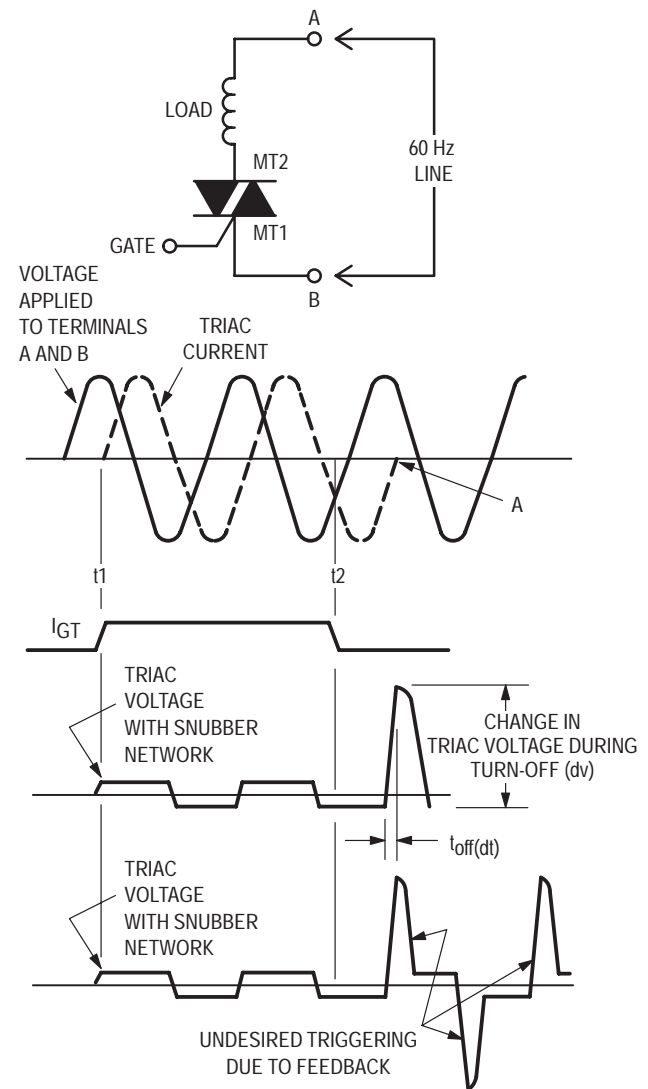 A
LOAD
MT2
60 Hz
LINE
MT1
GATE
B
VOLTAGE
APPLIED
TO TERMINALS
A AND B
TRIAC
CURRENT
A
t1
t2
IGT
TRIAC
VOLTAGE
WITH SNUBBER
NETWORK
CHANGE IN
TRIAC VOLTAGE DURING
TURN-OFF (dv)
toff(dt)
TRIAC
VOLTAGE
WITH SNUBBER
NETWORK
UNDESIRED TRIGGERING
DUE TO FEEDBACK